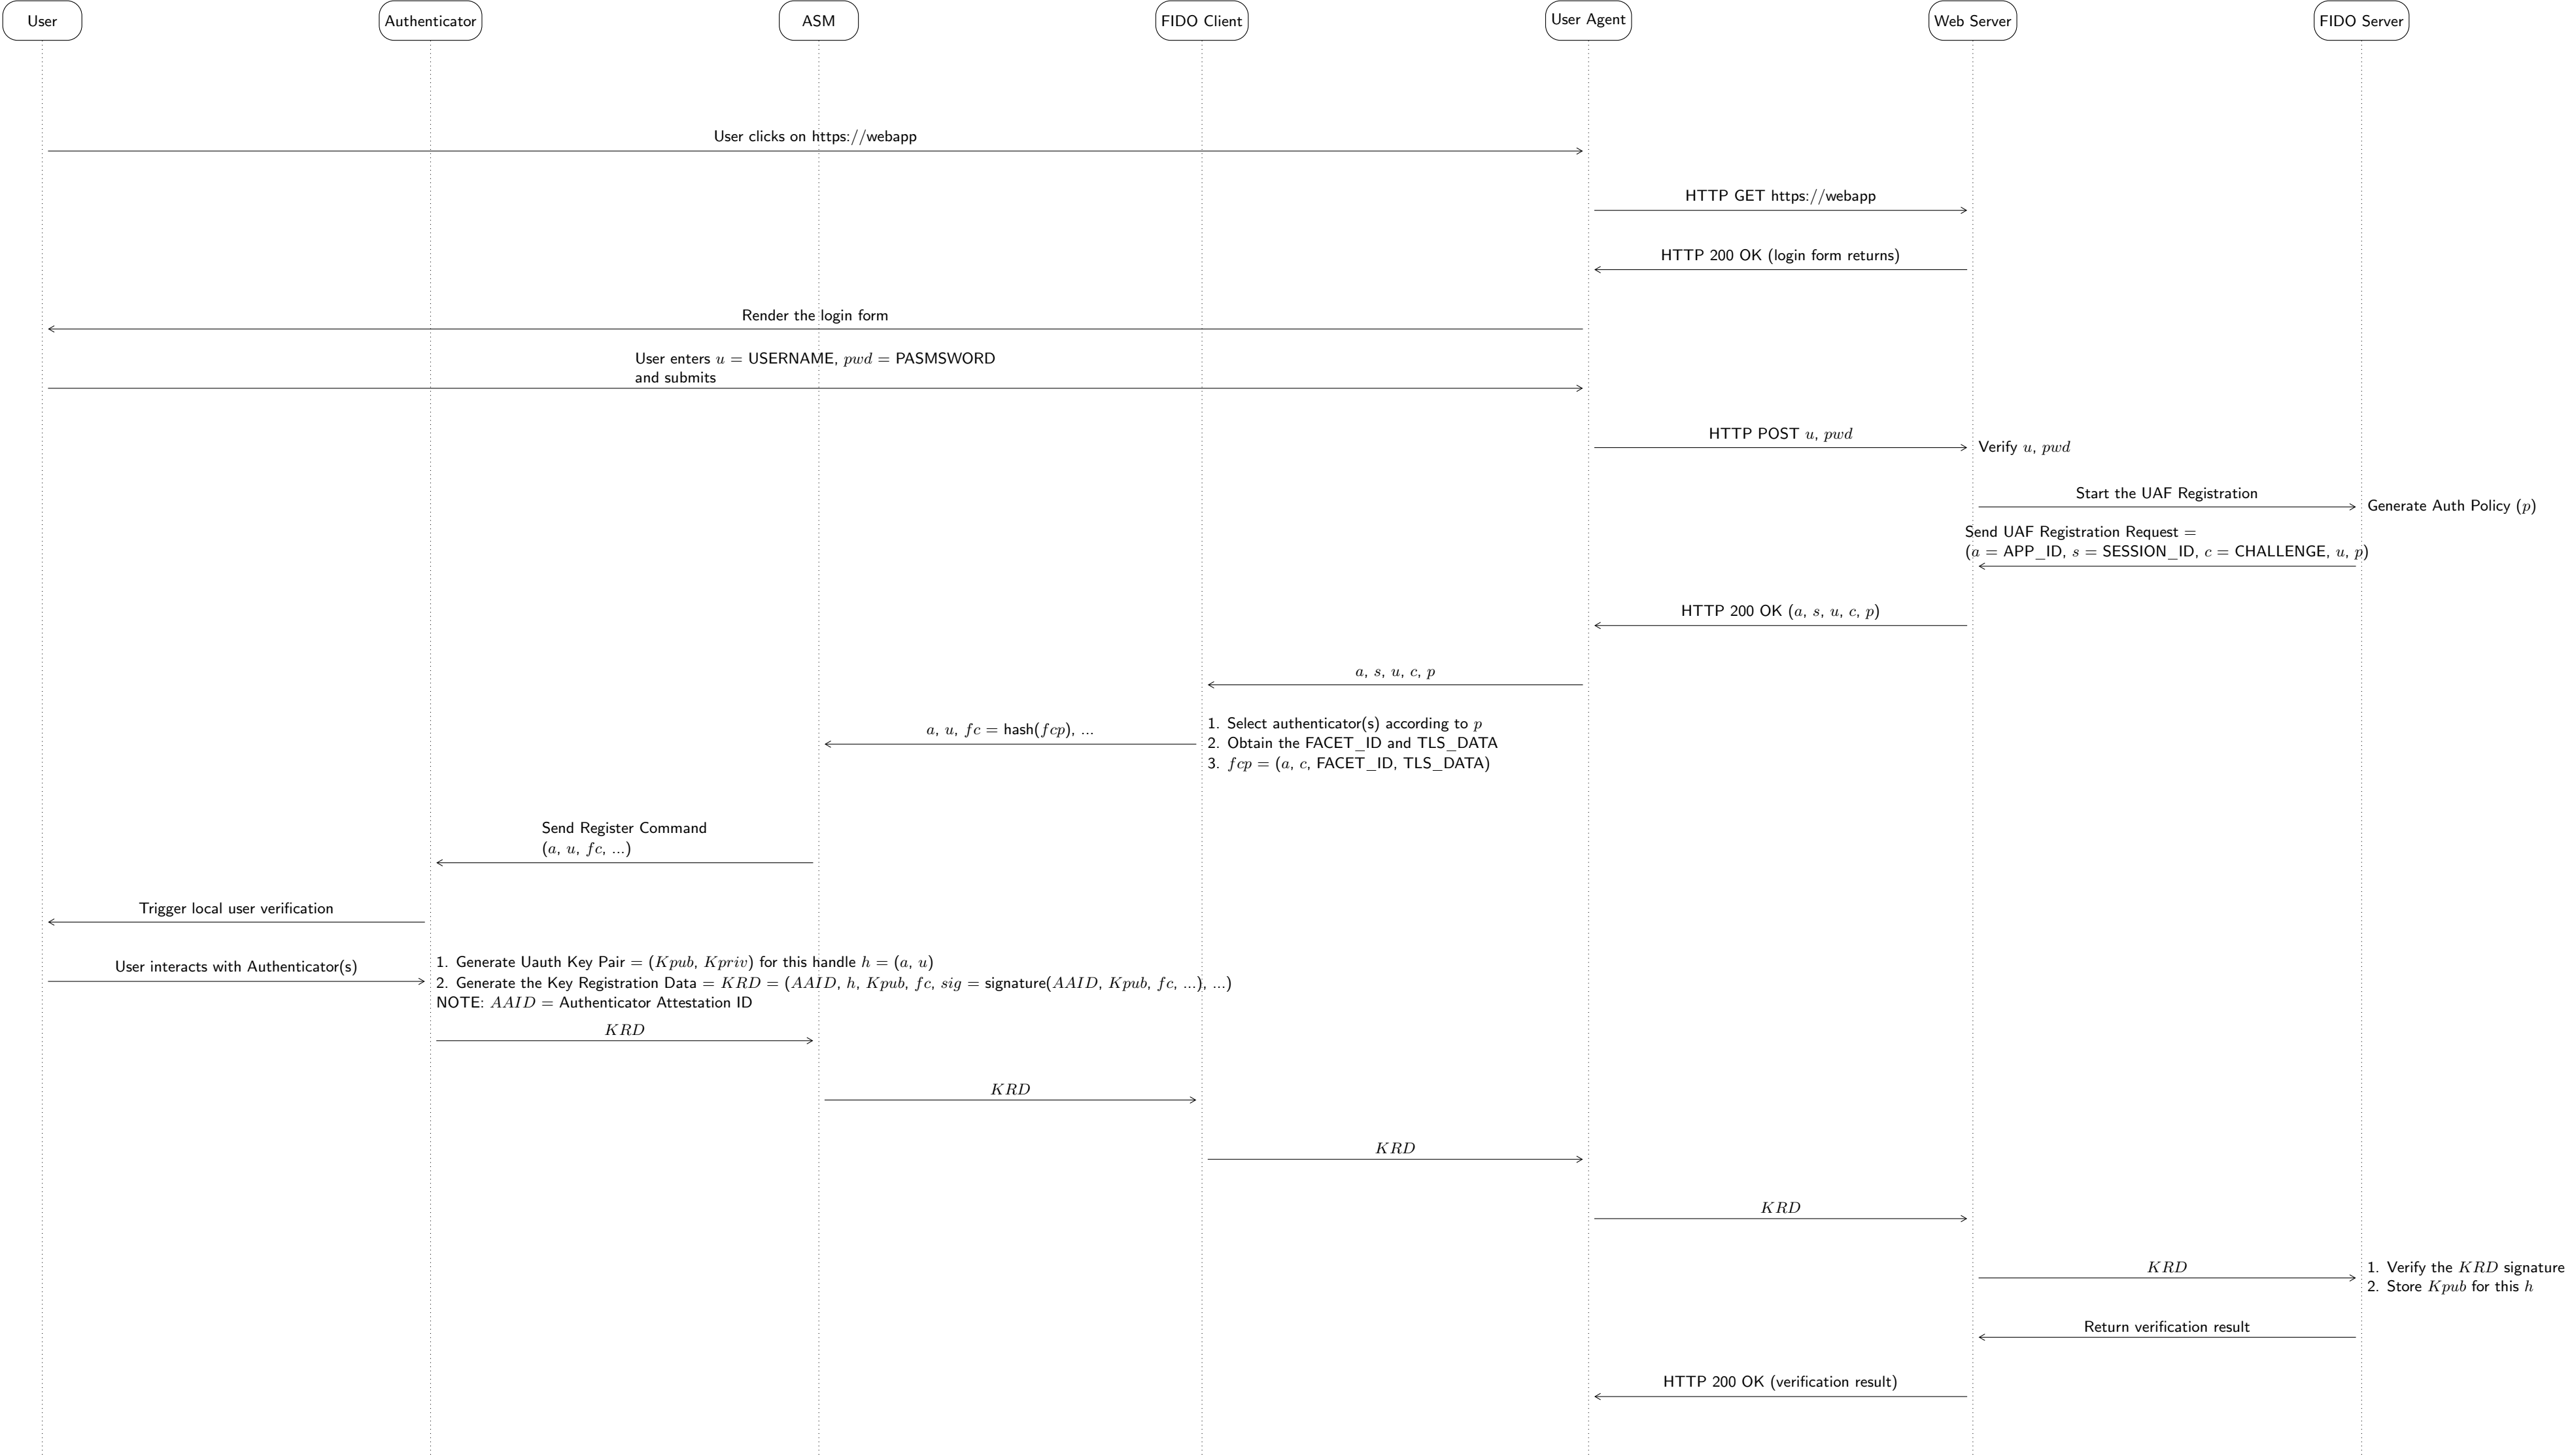 User
Authenticator
ASM
FIDO Client
User Agent
Web Server
FIDO Server
User clicks on https://webapp
HTTP GET https://webapp
HTTP 200 OK (login form returns)
Render the login form
User enters u = USERNAME, pwd = PASMSWORD
and submits
HTTP POST u, pwd
Verify u, pwd
Start the UAF Registration
Generate Auth Policy (p)
Send UAF Registration Request =
(a = APP_ID, s = SESSION_ID, c = CHALLENGE, u, p)
HTTP 200 OK (a, s, u, c, p)
a, s, u, c, p
a, u, fc = hash(fcp), ...
1. Select authenticator(s) according to p
2. Obtain the FACET_ID and TLS_DATA
3. fcp = (a, c, FACET_ID, TLS_DATA)
Send Register Command
(a, u, fc, ...)
Trigger local user verification
User interacts with Authenticator(s)
1. Generate Uauth Key Pair = (Kpub, Kpriv) for this handle h = (a, u)
2. Generate the Key Registration Data = KRD = (AAID, h, Kpub, fc, sig = signature(AAID, Kpub, fc, ...), ...)
NOTE: AAID = Authenticator Attestation ID
KRD
KRD
KRD
KRD
KRD
1. Verify the KRD signature
2. Store Kpub for this h
Return verification result
HTTP 200 OK (verification result)